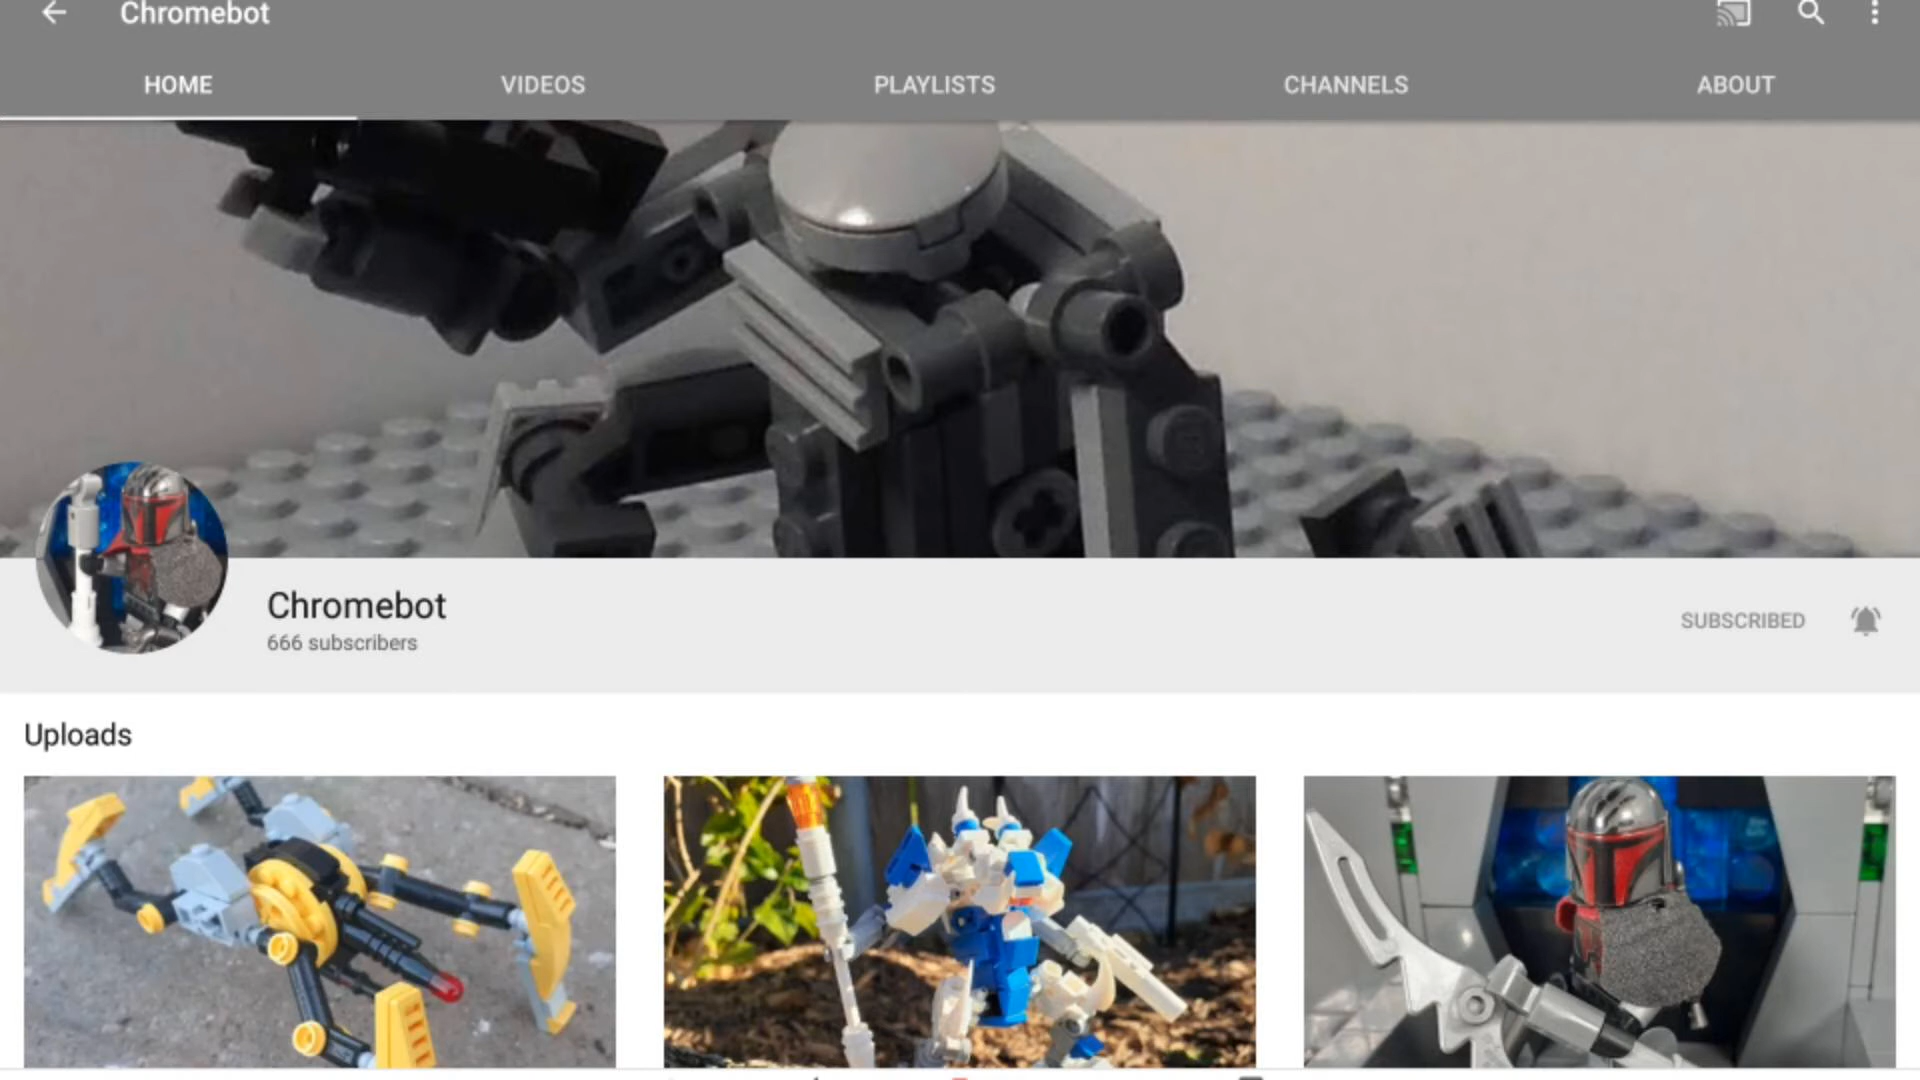 Chromebot
HOME
VIDEOS
PLAYLISTS
CHANNELS
ABOUT
Chromebot
666 subscribers
SUBSCRIBED
Uploads